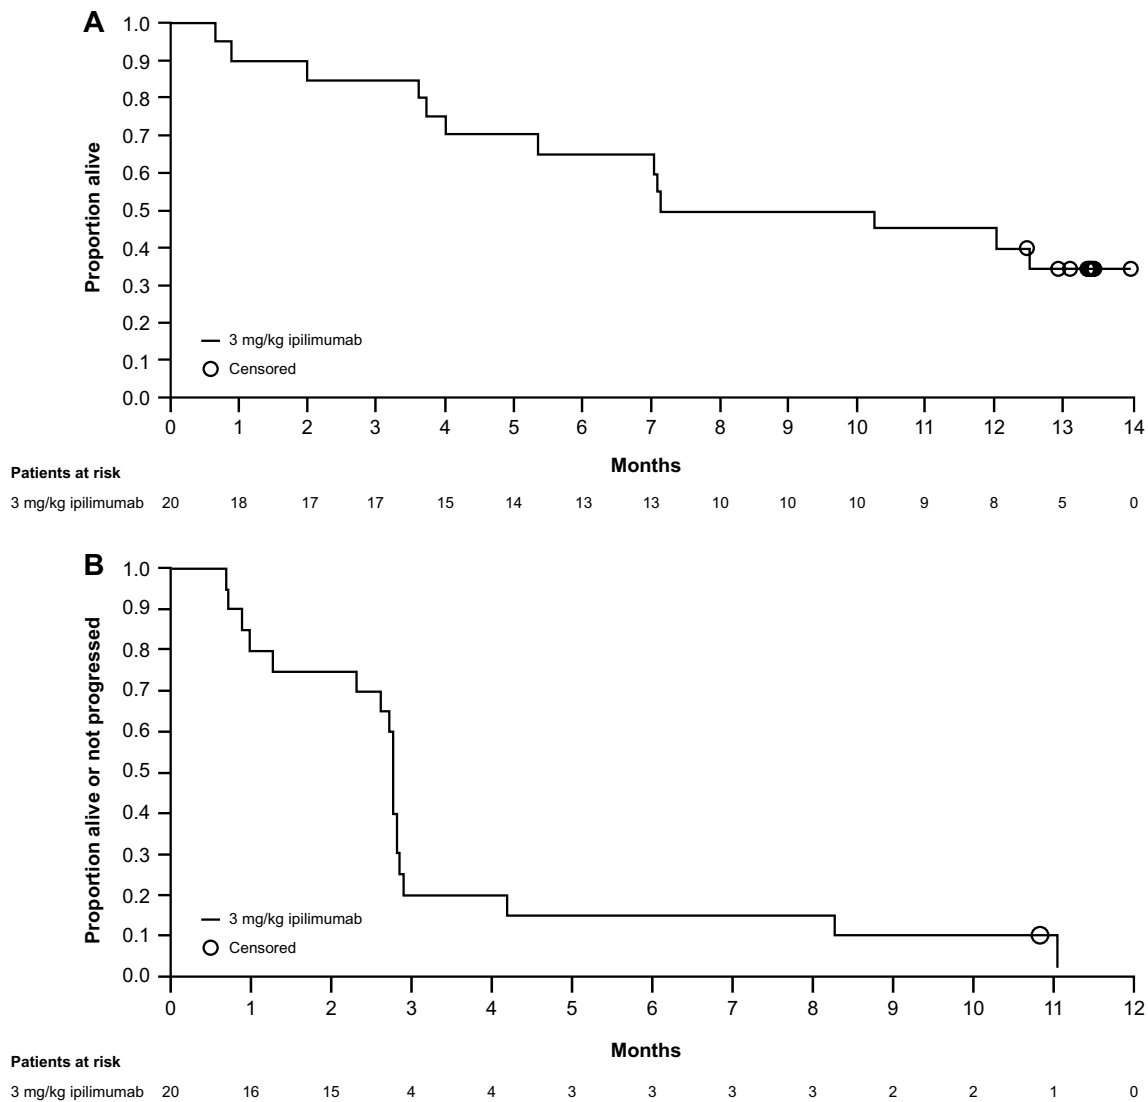 A
Proportion alive
1.0
0.9
0.8
0.7
0.6
0.5
0.4
0.3
0.2
0.1
0.0
3 mg/kg ipilimumab
Censored
0 1 2 3 4 5 6 7 8 9 10 11 12 13 14
Months
Patients at risk
3 mg/kg ipilimumab 20 18 17 17 15 14 13 13 10 10 10 9 8 5 0
B
Proportion alive or not progressed
1.0
0.9
0.8
0.7
0.6
0.5
0.4
0.3
0.2
0.1
0.0
3 mg/kg ipilimumab
Censored
0 1 2 3 4 5 6 7 8 9 10 11 12
Months
Patients at risk
3 mg/kg ipilimumab 20 16 15 4 4 3 3 3 3 2 2 1 0